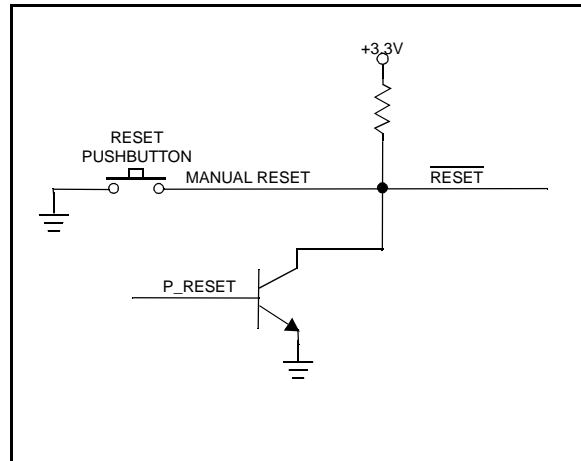 +3.3V
RESET
PUSHBUTTON
MANUAL RESET
RESET
P_RESET